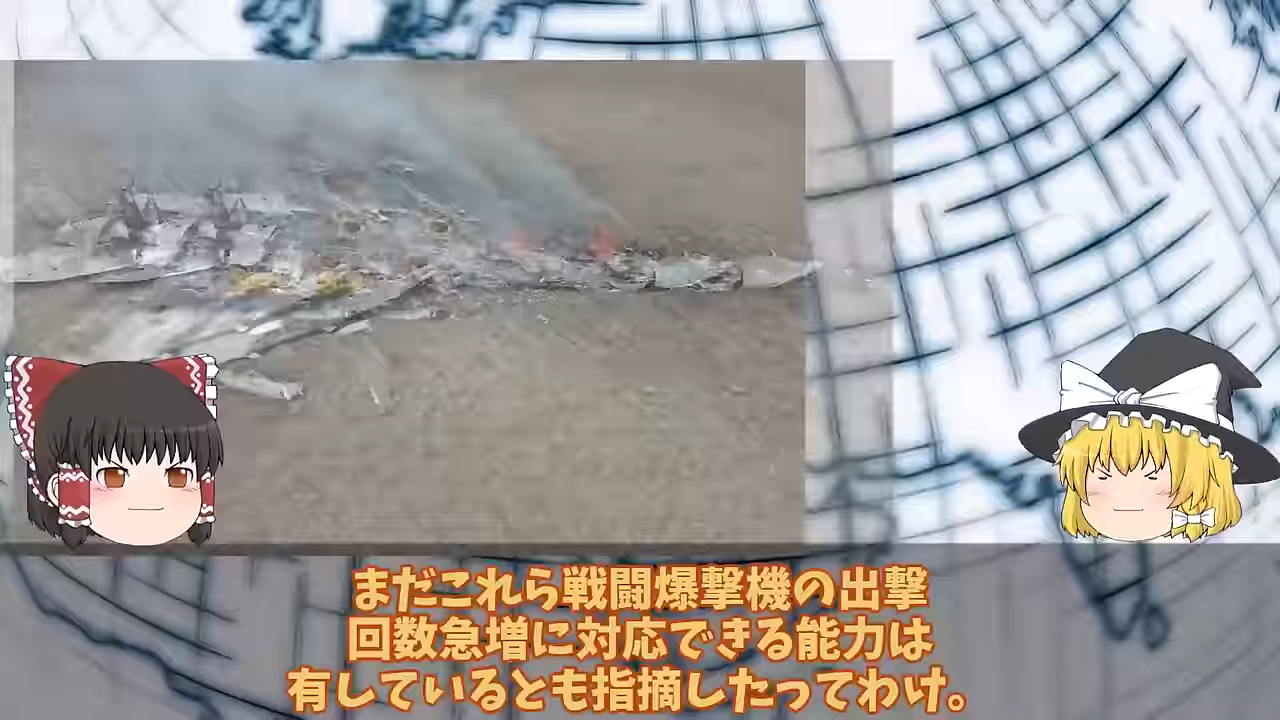 まだこれら戦闘爆撃機の出撃
回数急増に対応できる能力は
有しているとも指摘したってわけ。